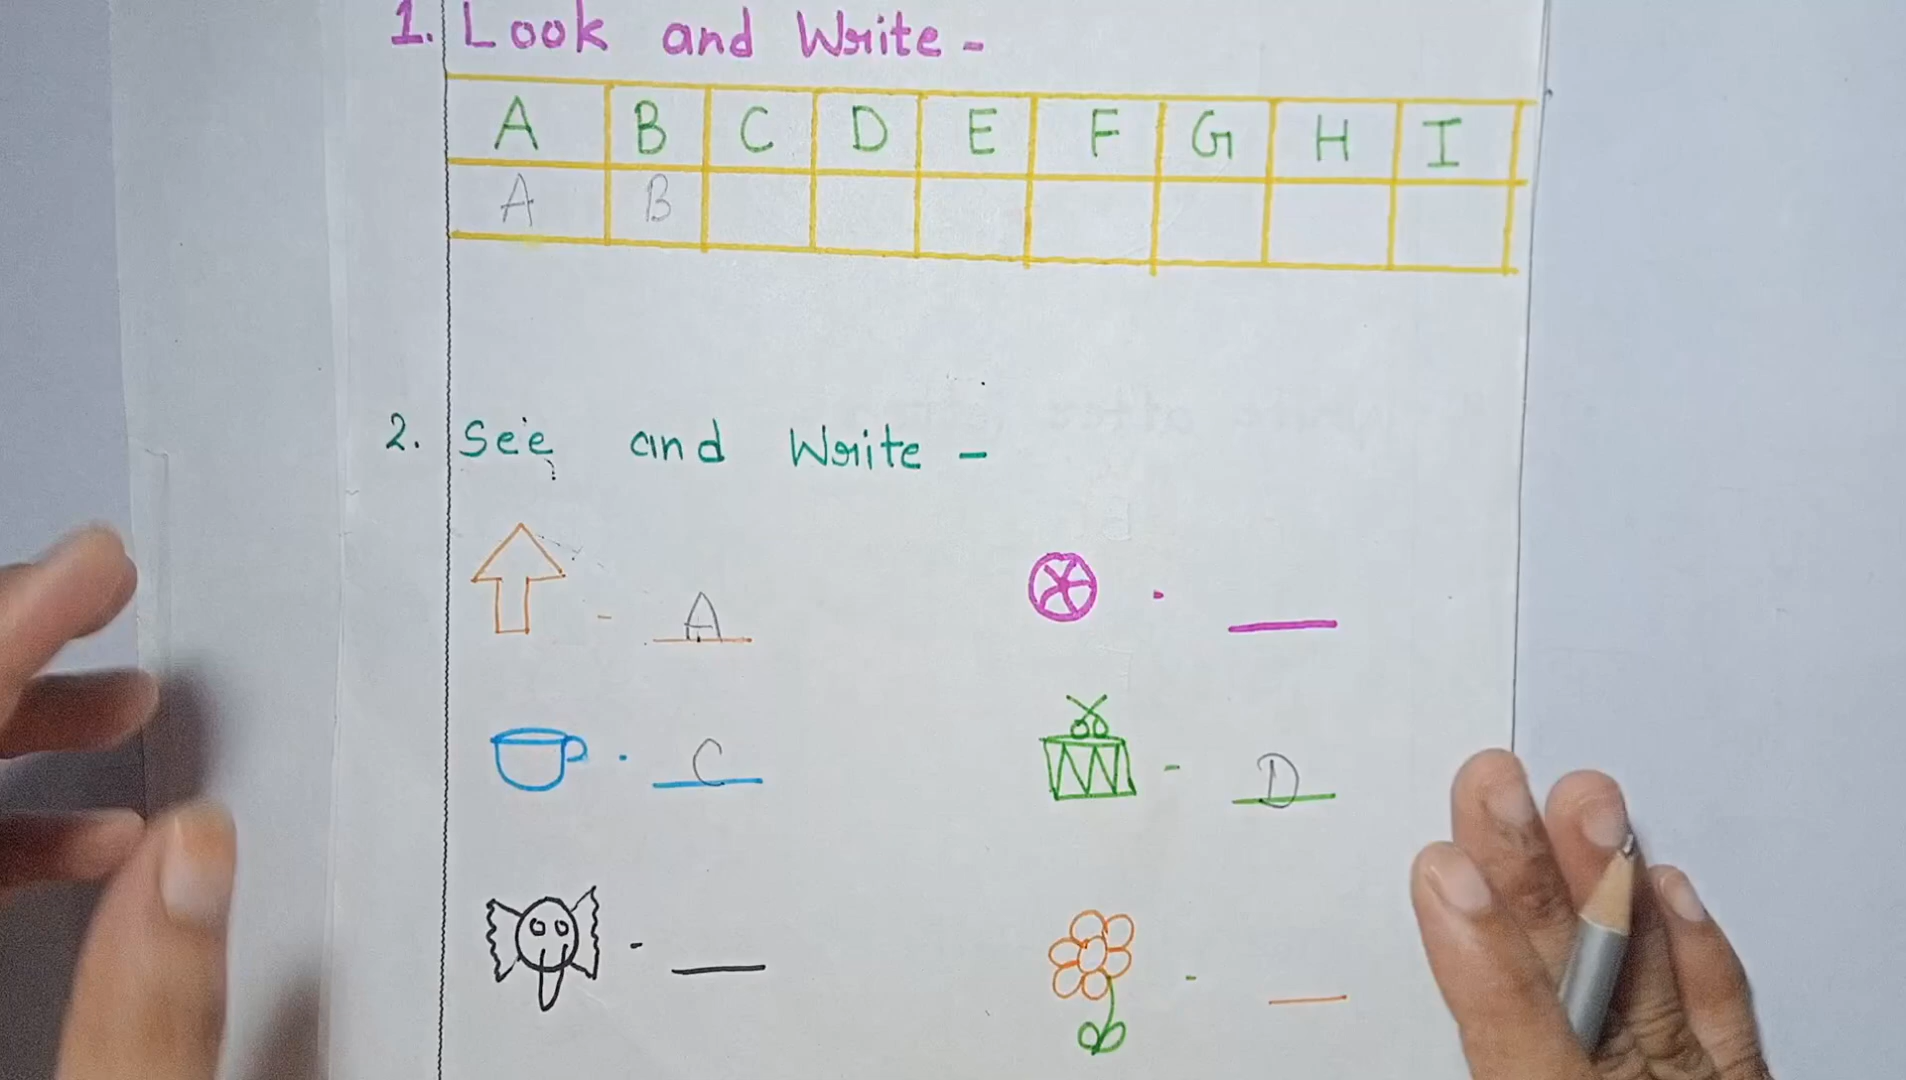 1. Look and Write -
A B C D E F G H I
A B
2. See and Write -
- A
- C - D